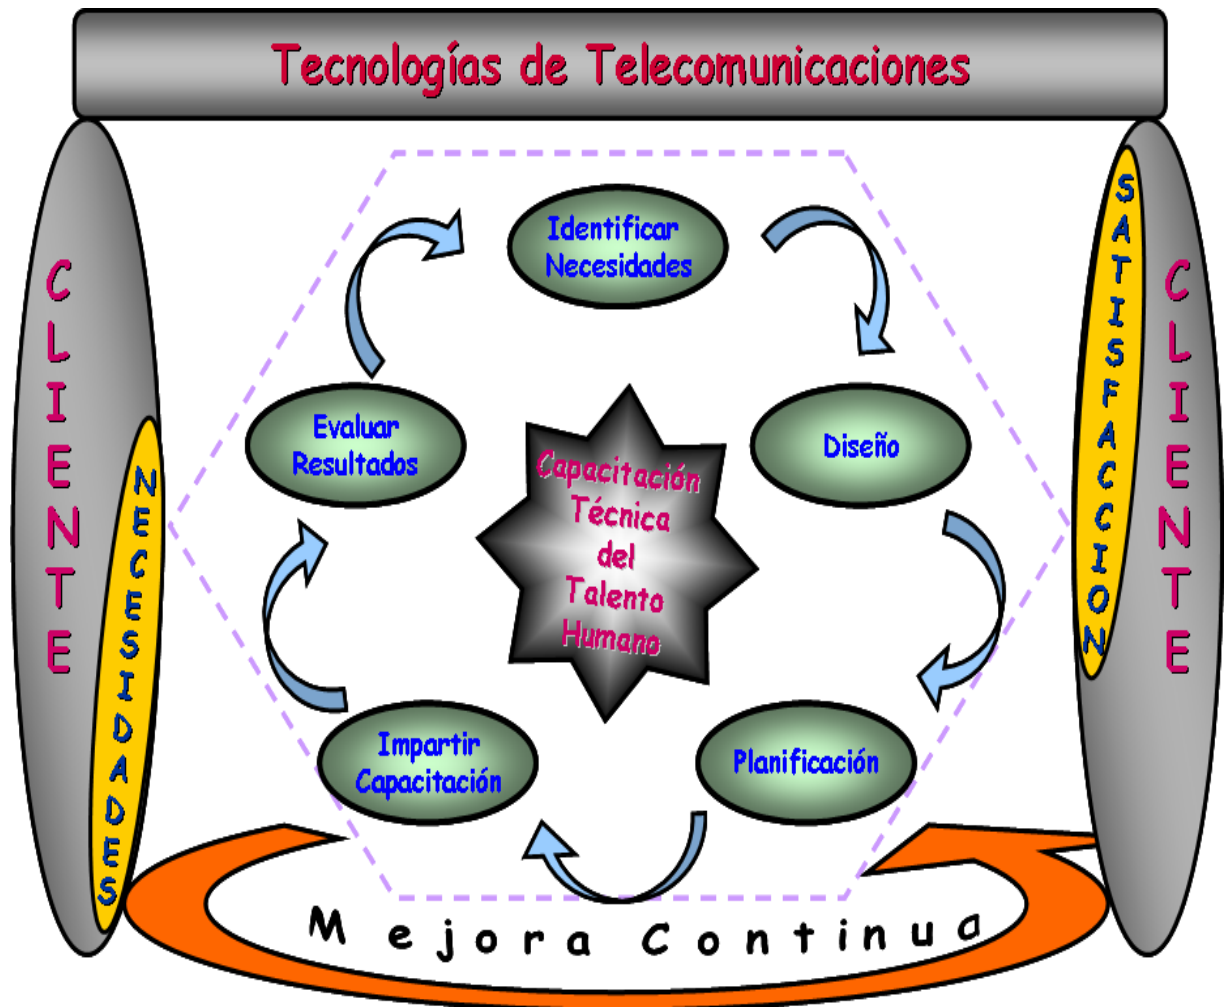 Tecnologías de Telecomunicaciones
CLIENTE
NECESIDADES
Identificar
Necesidades
Diseño
Planificación
Impartir
Capacitación
Evaluar
Resultados
Capacitación
Técnica
del
Talento
Humano
SATISFACCION
CLIENTE
Mejora Continua